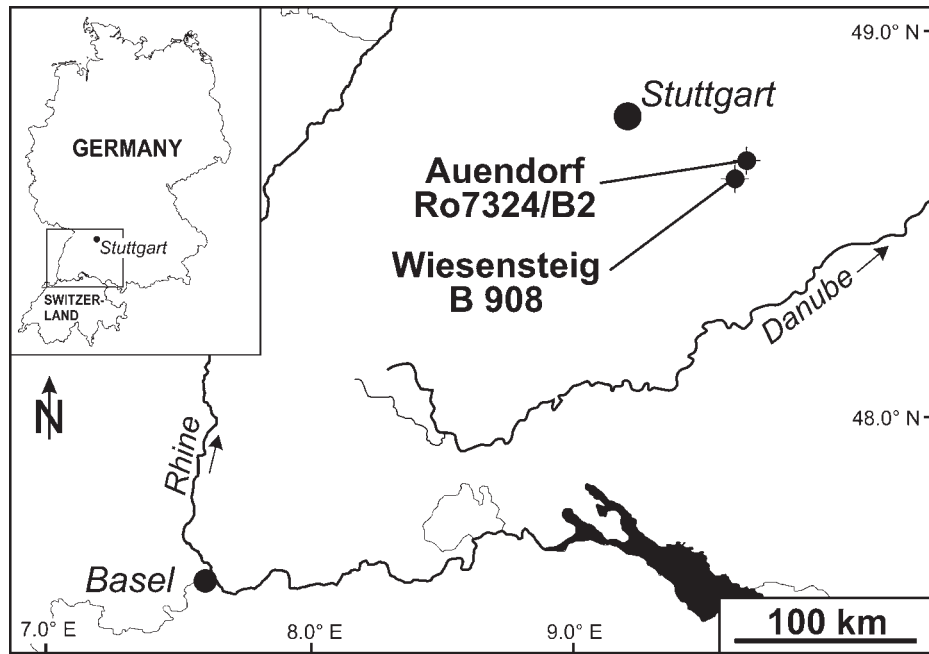 49.0° N
GERMANY
Stuttgart
SWITZER-
LAND
Stuttgart
Auendorf
Ro7324/B2
Wiesensteig
B 908
Danube
N
48.0° N
Rhine
Basel
7.0° E
8.0° E
9.0° E
100 km